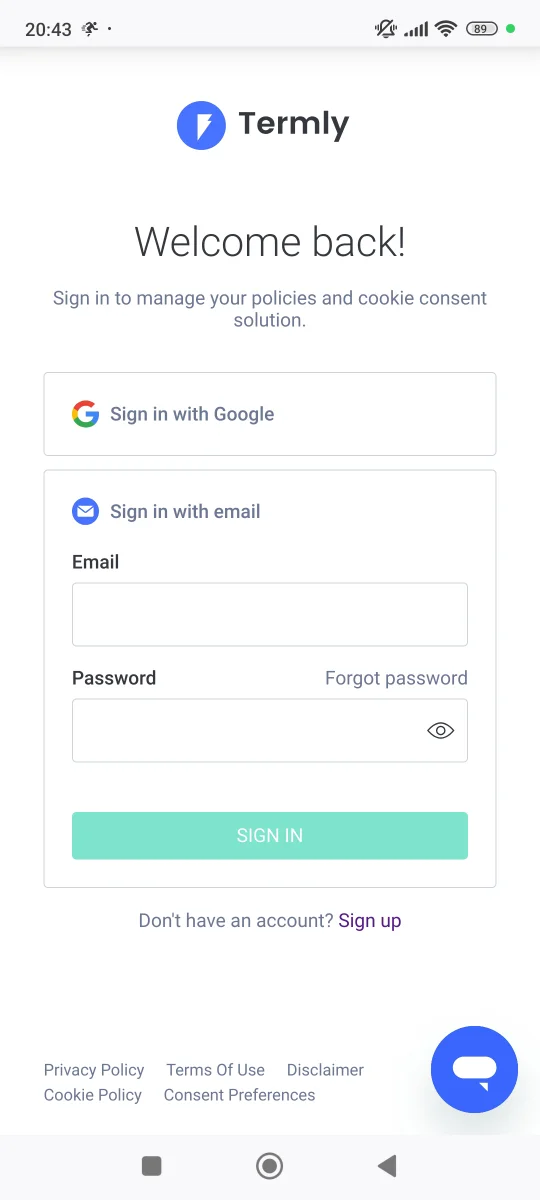 20:43
89
Termly
Welcome back!
Sign in to manage your policies and cookie consent
solution.
Sign in with Google
Sign in with email
Email
Password Forgot password
SIGN IN
Don't have an account? Sign up
Privacy Policy Terms Of Use Disclaimer
Cookie Policy Consent Preferences